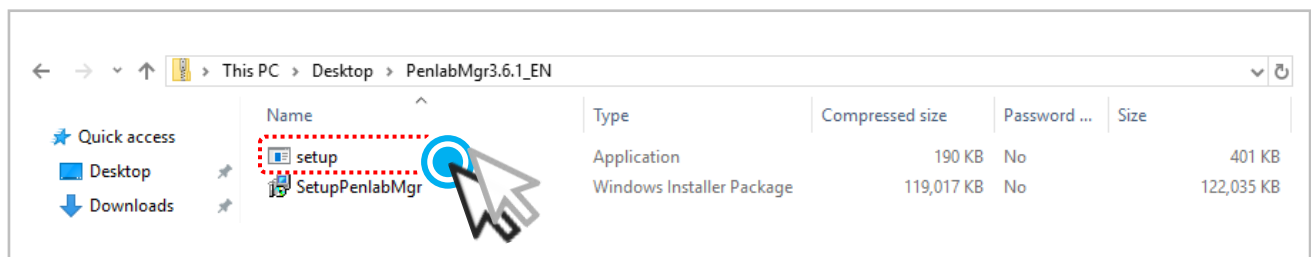 This PC > Desktop > PenlabMgr3.6.1_EN
Name Type Compressed size Password ... Size
Quick access
setup Application 190 KB No 401 KB
Desktop
SetupPenlabMgr Windows Installer Package 119,017 KB No 122,035 KB
Downloads